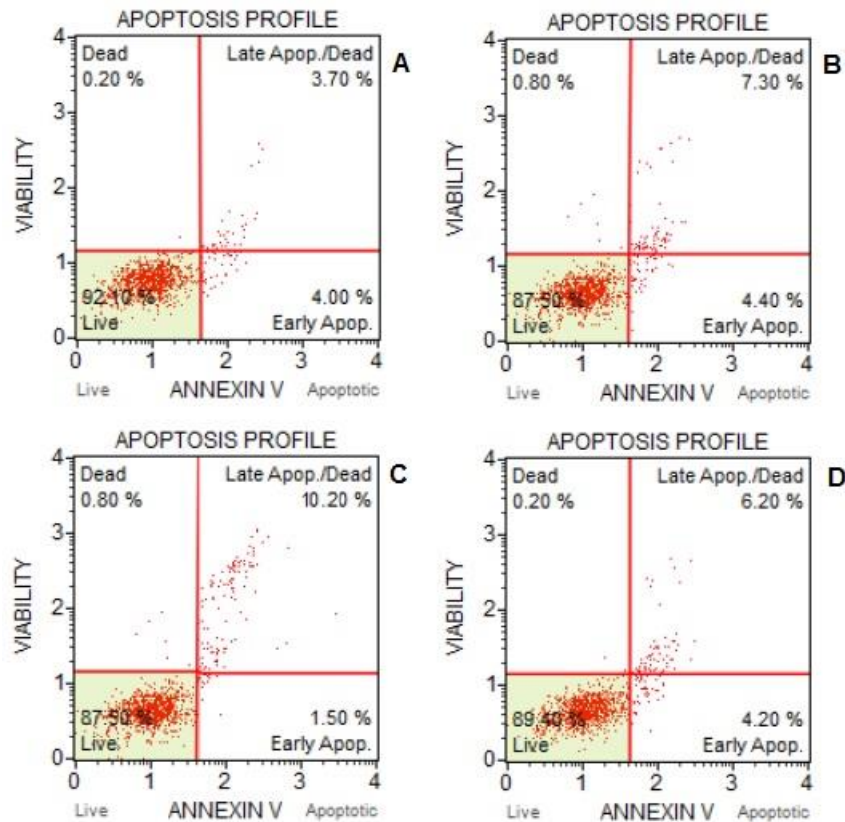 APOPTOSIS PROFILE
4
Dead Late Apop./Dead
0.20 % 3.70 %
A
3
VIABILITY
2
1
92.10 % 4.00 %
Live Early Apop.
0
0 1 2 3 4
Live ANNEXIN V Apoptotic
APOPTOSIS PROFILE
4
Dead Late Apop./Dead
0.80 % 7.30 %
B
3
VIABILITY
2
1
87.50 % 4.40 %
Live Early Apop.
0
0 1 2 3 4
Live ANNEXIN V Apoptotic
APOPTOSIS PROFILE
4
Dead Late Apop./Dead
0.80 % 10.20 %
C
3
VIABILITY
2
1
87.50 % 1.50 %
Live Early Apop.
0
0 1 2 3 4
Live ANNEXIN V Apoptotic
APOPTOSIS PROFILE
4
Dead Late Apop./Dead
0.20 % 6.20 %
D
3
VIABILITY
2
1
89.40 % 4.20 %
Live Early Apop.
0
0 1 2 3 4
Live ANNEXIN V Apoptotic